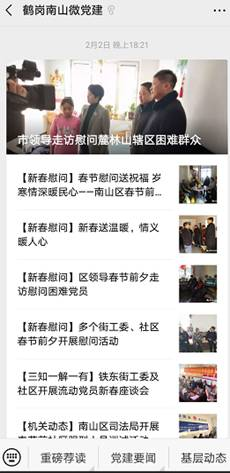 鹤岗南山微党建
2月2日 晚上18:21
市领导走访慰问麓林山辖区困难群众
【新春慰问】春节慰问送祝福 岁
寒情深暖民心——南山区春节前...
【新春慰问】新春送温暖，情义
暖人心
【新春慰问】区领导春节前夕走
访慰问困难党员
【新春慰问】多个街工委、社区
春节前夕开展慰问活动
【三知一解一有】铁东街工委及
社区开展流动党员新春座谈会
【机关动态】南山区司法局开展
重磅荐读
党建要闻
基层动态